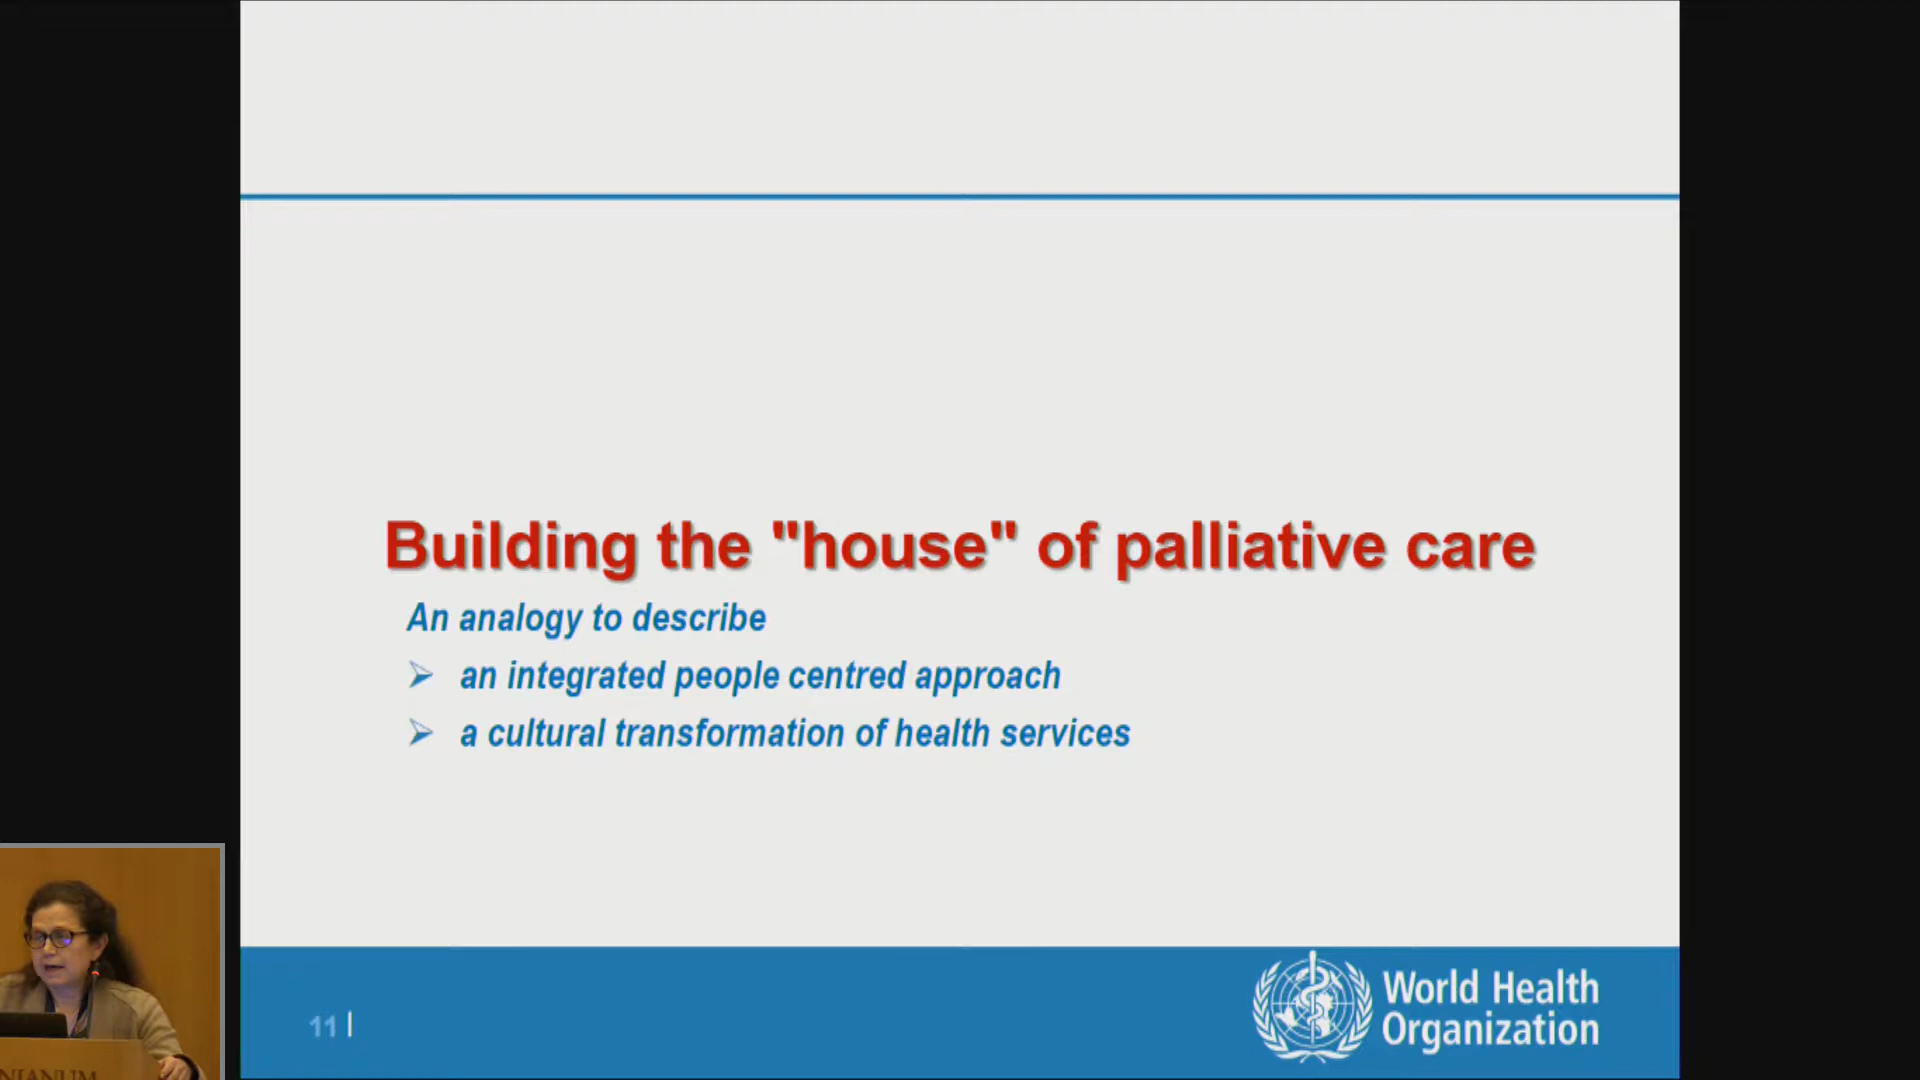 Building the "house" of palliative care
An analogy to describe
➢ an integrated people centred approach
➢ a cultural transformation of health services
11 |
World Health
Organization
NIANUM